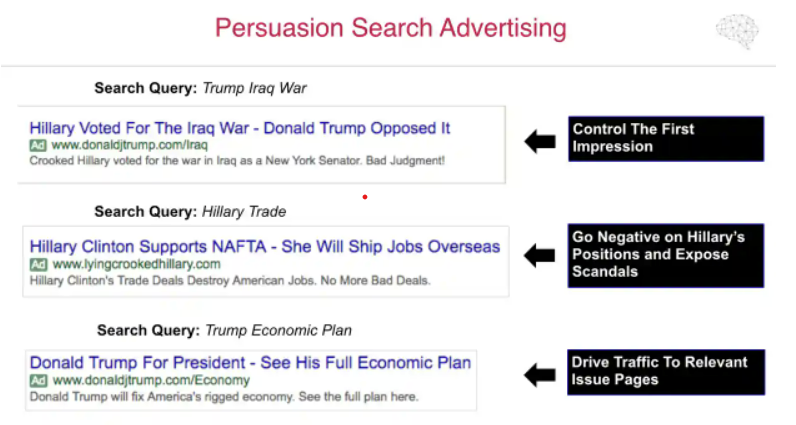 Persuasion Search Advertising
Search Query: Trump Iraq War
Hillary Voted For The Iraq War - Donald Trump Opposed It
Ad www.donaldjtrump.com/Iraq
Crooked Hillary voted for the war in Iraq as a New York Senator. Bad Judgment!
Control The First
Impression
Search Query: Hillary Trade
Hillary Clinton Supports NAFTA - She Will Ship Jobs Overseas
Ad www.lyingcrookedhillary.com
Hillary Clinton's Trade Deals Destroy American Jobs. No More Bad Deals.
Go Negative on Hillary's
Positions and Expose
Scandals
Search Query: Trump Economic Plan
Donald Trump For President - See His Full Economic Plan
Ad www.donaldjtrump.com/Economy
Donald Trump will fix America's rigged economy. See the full plan here.
Drive Traffic To Relevant
Issue Pages